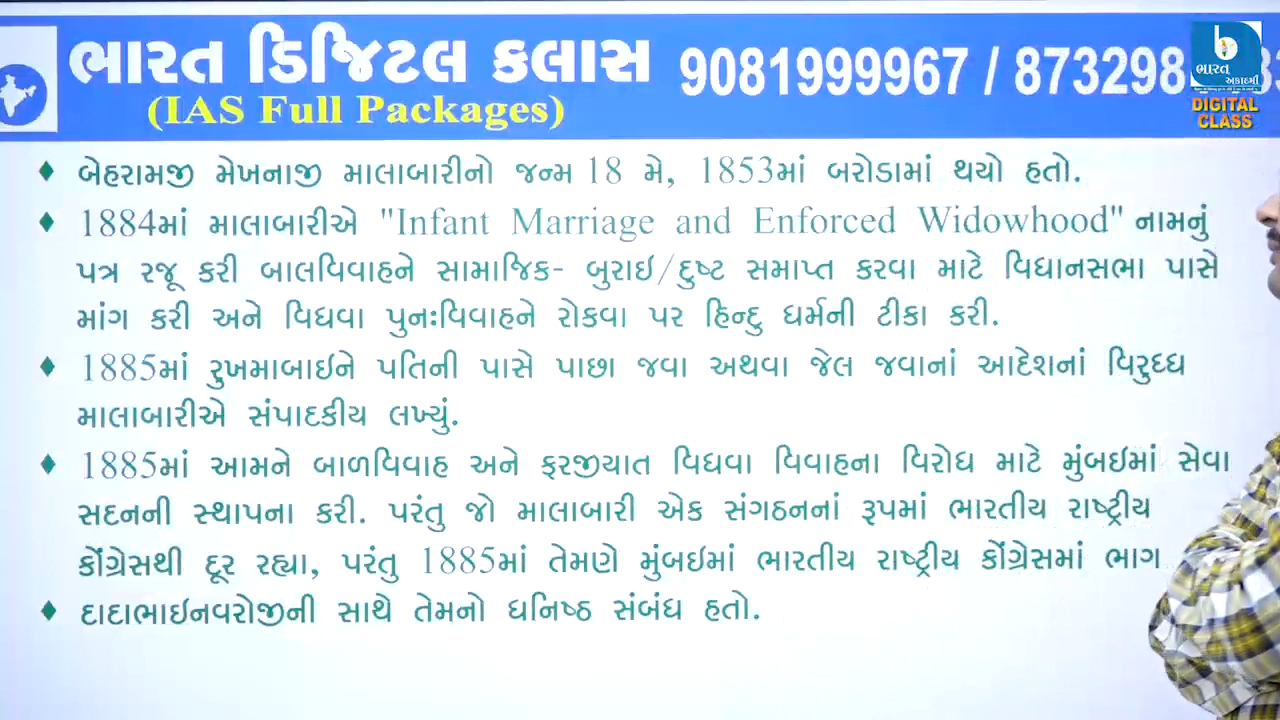 ભારત ડિજિટલ ક્લાસ
(IAS Full Packages)
9081999967 / 873298
ભારત
અકાદમી
DIGITAL
CLASS
♦ બેહરામજી મેખનાજી માલાબારીનો જન્મ 18 મે, 1853માં બરોડામાં થયો હતો.
♦ 1884માં માલાબારીએ "Infant Marriage and Enforced Widowhood" નામનું
પત્ર રજૂ કરી બાલવિવાહને સામાજિક- બુરાઇ/દુષ્ટ સમાપ્ત કરવા માટે વિધાનસભા પાસે
માંગ કરી અને વિધવા પુનઃવિવાહને રોકવા પર હિન્દુ ધર્મની ટીકા કરી.
♦ 1885માં રુખમાબાઇને પતિની પાસે પાછા જવા અથવા જેલ જવાનાં આદેશનાં વિરુધ્ધ
માલાબારીએ સંપાદકીય લખ્યું.
♦ 1885માં આમને બાળવિવાહ અને ફરજીયાત વિધવા વિવાહના વિરોધ માટે મુંબઇમાં સેવા
સદનની સ્થાપના કરી. પરંતુ જો માલાબારી એક સંગઠનનાં રૂપમાં ભારતીય રાષ્ટ્રીય
કોંગ્રેસથી દૂર રહ્યા, પરંતુ 1885માં તેમણે મુંબઇમાં ભારતીય રાષ્ટ્રીય કોંગ્રેસમાં ભાગ
♦ દાદાભાઇનવરોજીની સાથે તેમનો ધનિષ્ઠ સંબંધ હતો.